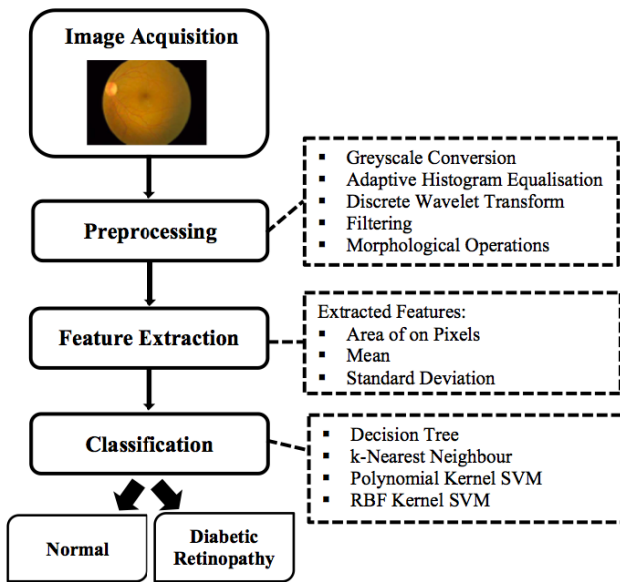 Image Acquisition
Preprocessing
▪ Greyscale Conversion
▪ Adaptive Histogram Equalisation
▪ Discrete Wavelet Transform
▪ Filtering
▪ Morphological Operations
Feature Extraction
Extracted Features:
▪ Area of on Pixels
▪ Mean
▪ Standard Deviation
Classification
▪ Decision Tree
▪ k-Nearest Neighbour
▪ Polynomial Kernel SVM
▪ RBF Kernel SVM
Normal
Diabetic
Retinopathy